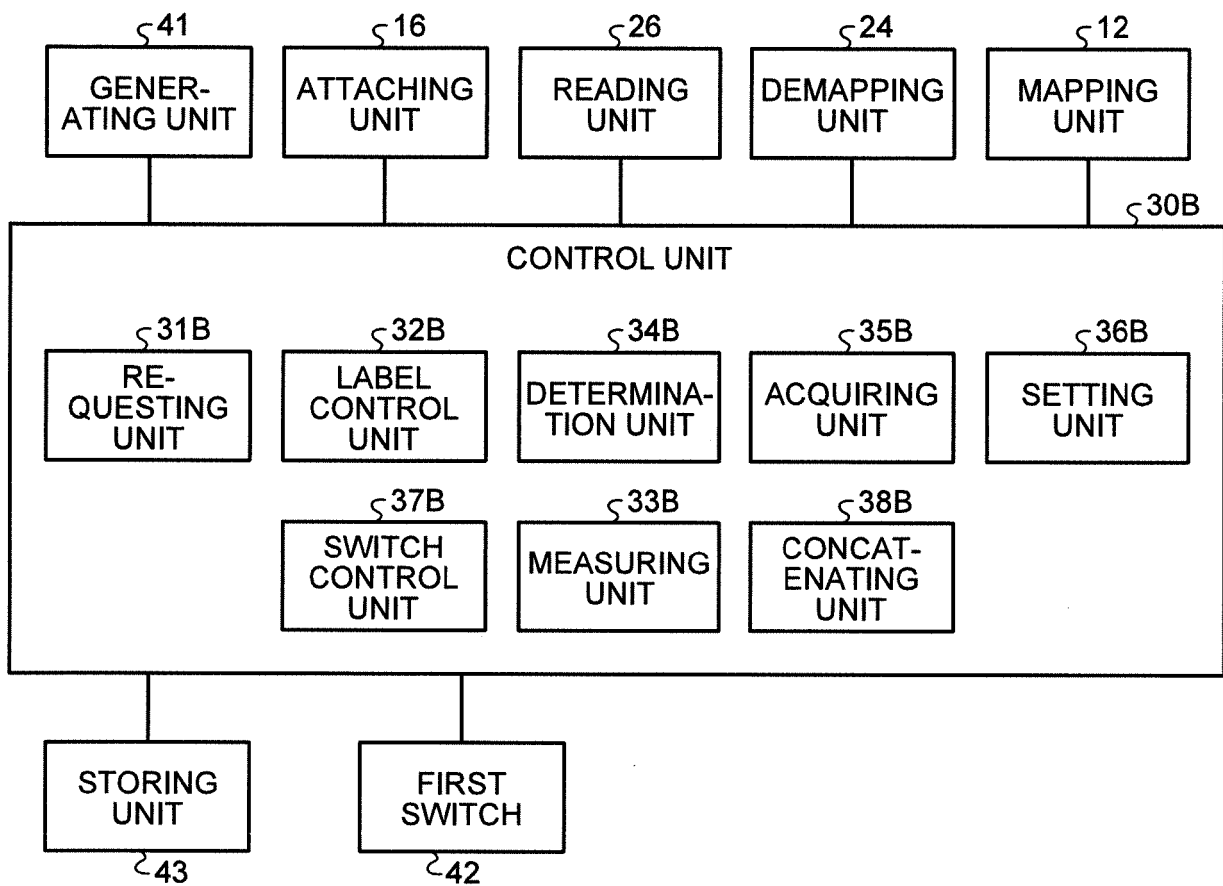 41 16 26 24 12
GENER-
ATING UNIT
ATTACHING
UNIT
READING
UNIT
DEMAPPING
UNIT
MAPPING
UNIT
30B
CONTROL UNIT
31B 32B 34B 35B 36B
RE-
QUESTING
UNIT
LABEL
CONTROL
UNIT
DETERMINA-
TION UNIT
ACQUIRING
UNIT
SETTING
UNIT
37B 33B 38B
SWITCH
CONTROL
UNIT
MEASURING
UNIT
CONCAT-
ENATING
UNIT
STORING
UNIT
FIRST
SWITCH
43 42